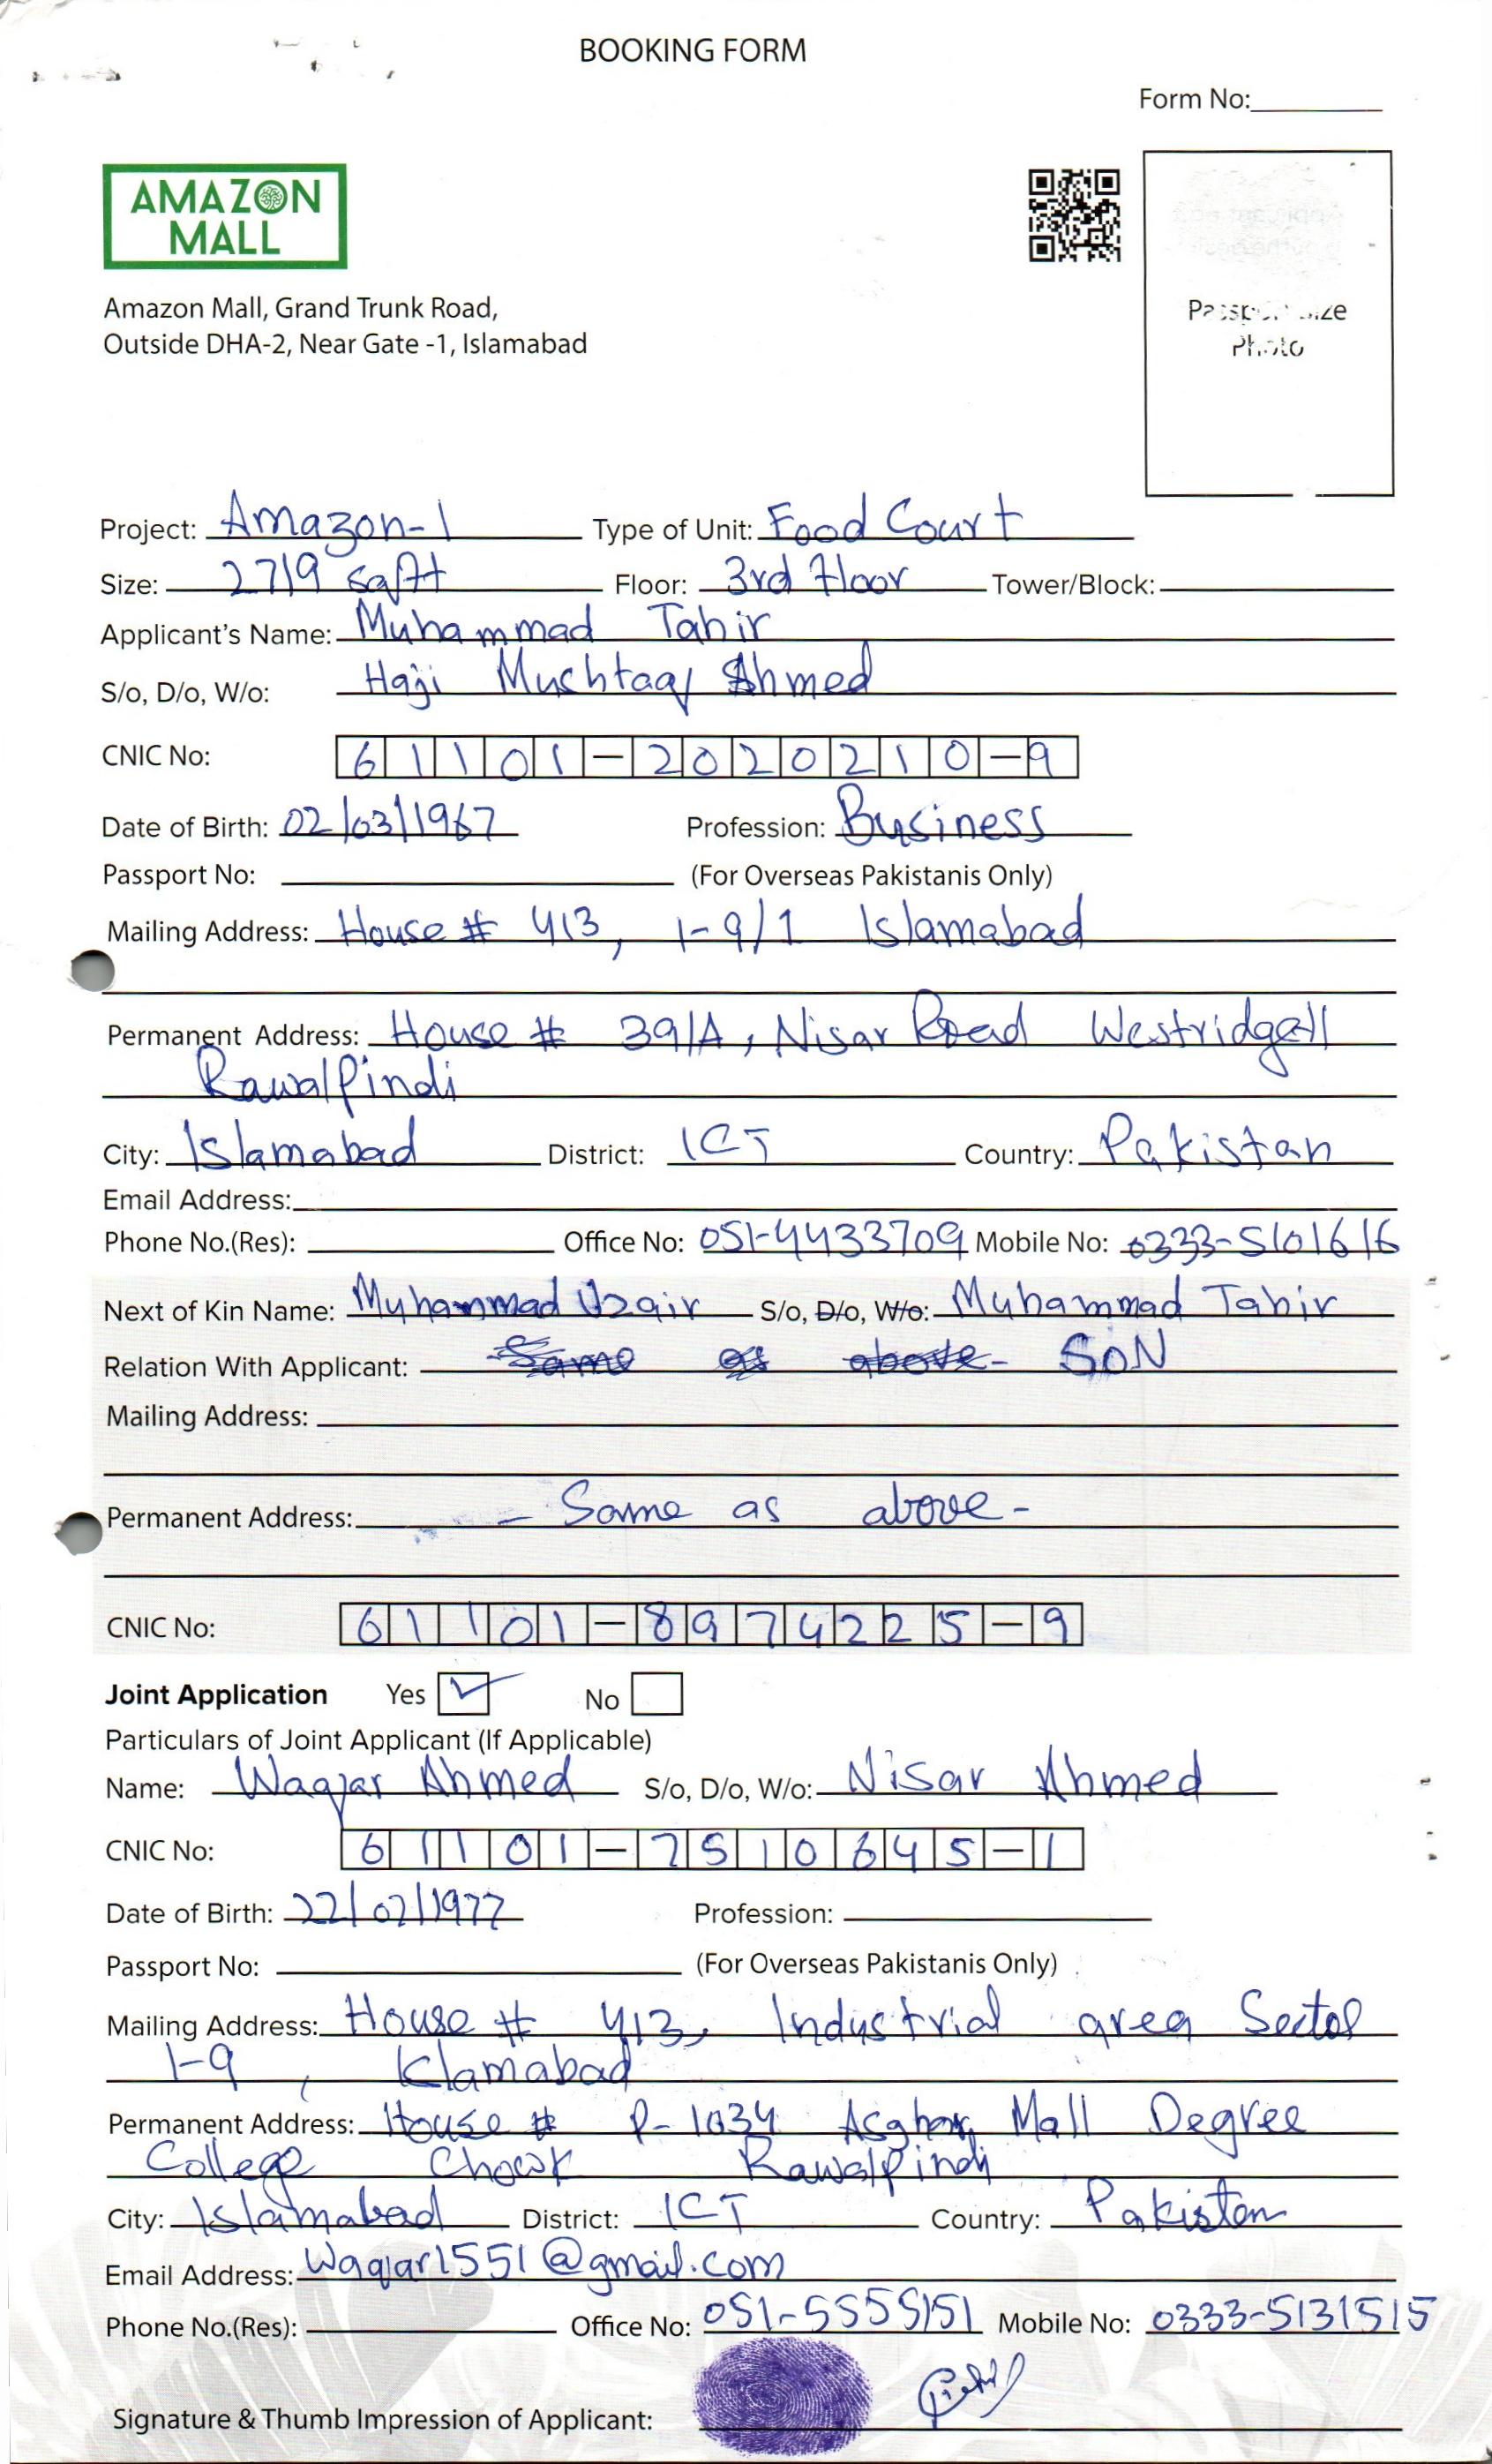 BOOKING FORM
Form No:
AMAZON
MALL
Amazon Mall, Grand Trunk Road,
Outside DHA-2, Near Gate -1, Islamabad
Photo
Project: Amazon-1 Type of Unit: Food Court
Size: 2719 sqft Floor: 3rd Floor Tower/Block:
Applicant's Name: Muhammad Tahir
S/o, D/o, W/o: Haji Mushtaq Ahmed
CNIC No: 61101-2020210-9
Date of Birth: 02/03/1967 Profession: Business
Passport No: (For Overseas Pakistanis Only)
Mailing Address: House # 413, I-9/1 Islamabad
Permanent Address: House # 39/A, Nisar Road Westridge II
Rawalpindi
City: Islamabad District: ICT Country: Pakistan
Email Address:
Phone No.(Res): Office No: 051-4433709 Mobile No: 0333-5101616
Next of Kin Name: Muhammad Uzair S/o, D/o, W/o: Muhammad Tahir
Relation With Applicant: Same as above- SON
Mailing Address:
Permanent Address: - Same as above -
CNIC No: 61101-8974225-9
Joint Application Yes ✓ No
Particulars of Joint Applicant (If Applicable)
Name: Waqar Ahmed S/o, D/o, W/o: Nisar Ahmed
CNIC No: 61101-7510645-1
Date of Birth: 22/02/1977 Profession:
Passport No: (For Overseas Pakistanis Only)
Mailing Address: House # 413, Industrial area Sector
I-9, Islamabad
Permanent Address: House # P-1034 Asghar Mall Degree
College Chowk Rawalpindi
City: Islamabad District: ICT Country: Pakistan
Email Address: waqar1551@gmail.com
Phone No.(Res): Office No: 051-5555151 Mobile No: 0333-5131515
Signature & Thumb Impression of Applicant: